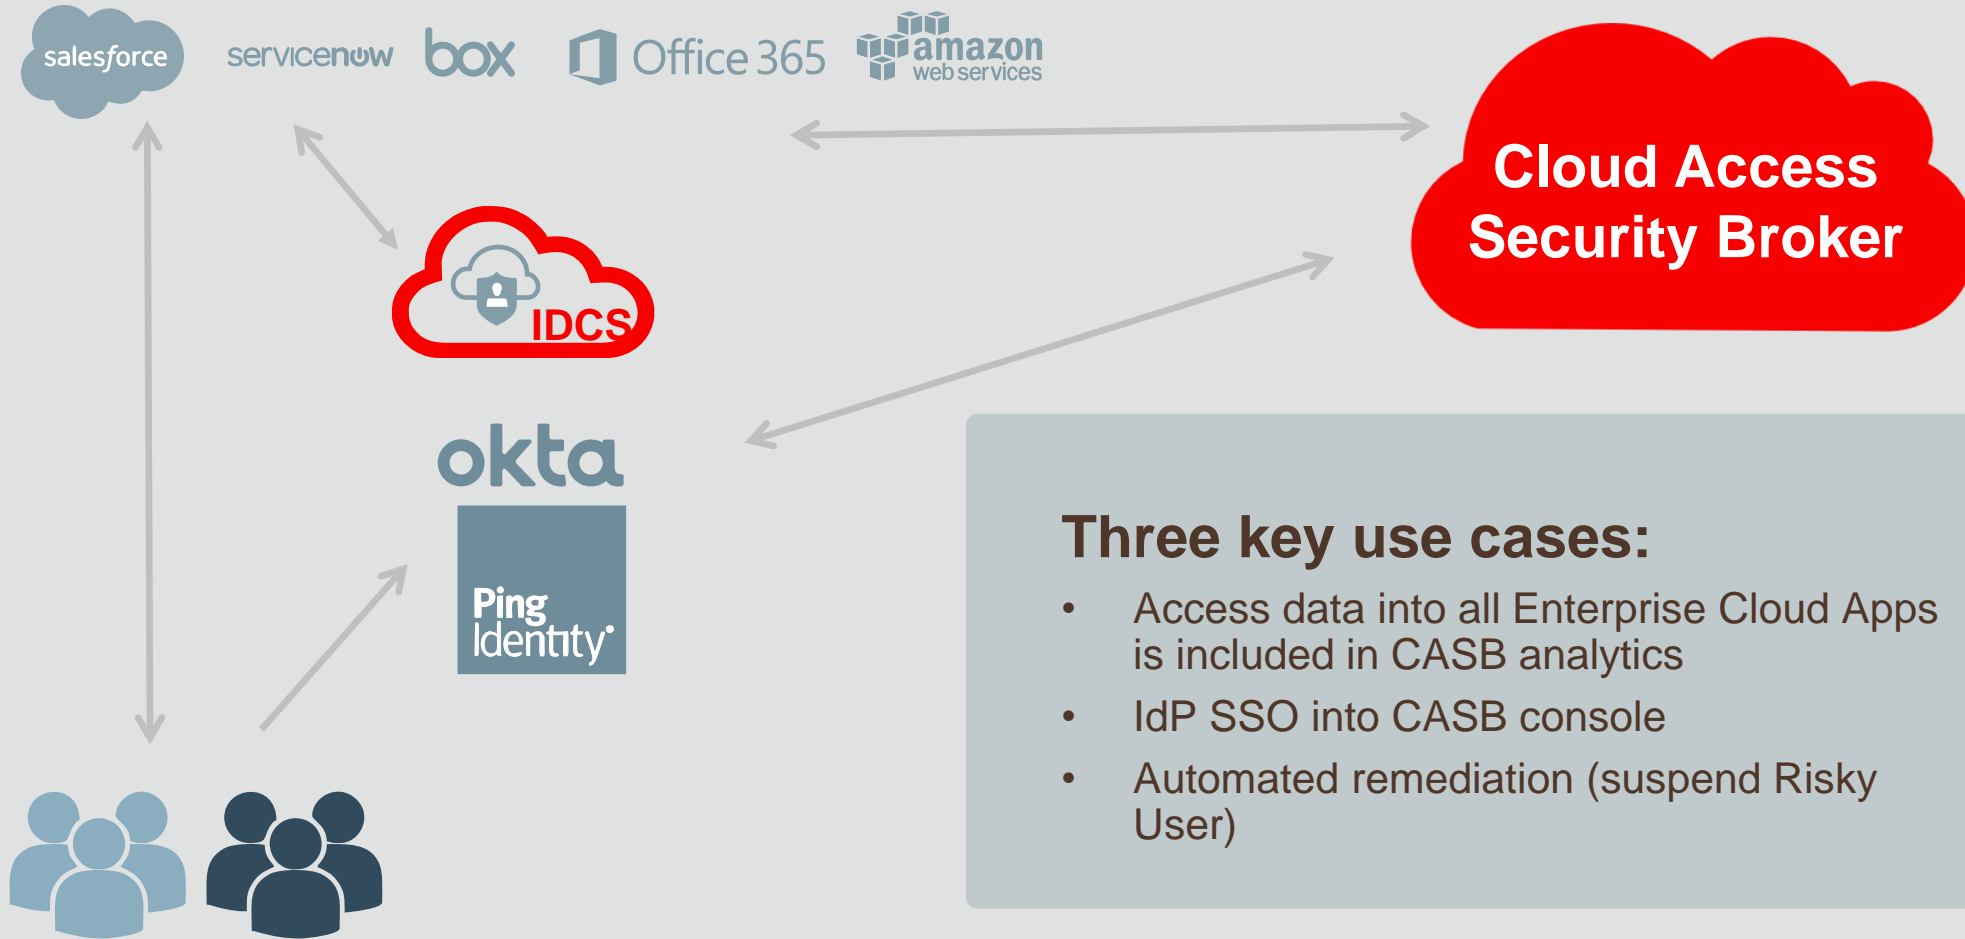 salesforce
servicenow
box
Office 365
amazon
web services
Cloud Access
Security Broker
IDCS
okta
Ping
Identity
Three key use cases:
• Access data into all Enterprise Cloud Apps
is included in CASB analytics
• IdP SSO into CASB console
• Automated remediation (suspend Risky
User)